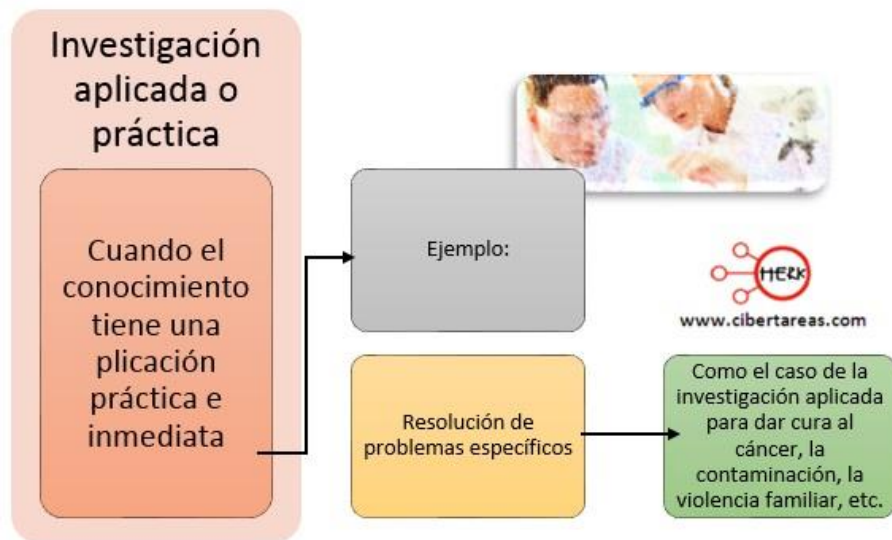 Investigación
aplicada o
práctica
Cuando el
conocimiento
tiene una
plicación
práctica e
inmediata
Ejemplo:
HERK
www.cibertareas.com
Resolución de
problemas específicos
Como el caso de la
investigación aplicada
para dar cura al
cáncer, la
contaminación, la
violencia familiar, etc.